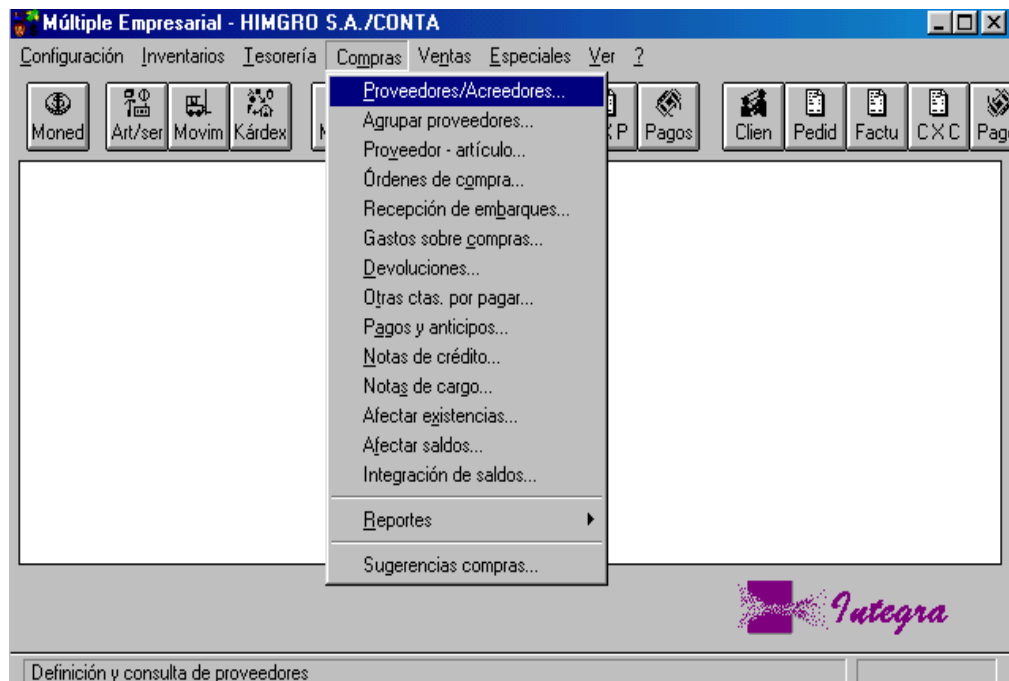 Múltiple Empresarial - HIMGRO S.A./CONTA
Configuración Inventarios Tesorería Compras Ventas Especiales Ver ?
Moned Art/ser Movim Kárdex Pagos Clien Pedid Factu CXC Pag
Proveedores/Acreedores...
Agrupar proveedores...
Proveedor - artículo...
Órdenes de compra...
Recepción de embarques...
Gastos sobre compras...
Devoluciones...
Otras ctas. por pagar...
Pagos y anticipos...
Notas de crédito...
Notas de cargo...
Afectar existencias...
Afectar saldos...
Integración de saldos...
Reportes
Sugerencias compras...
Integra
Definición y consulta de proveedores